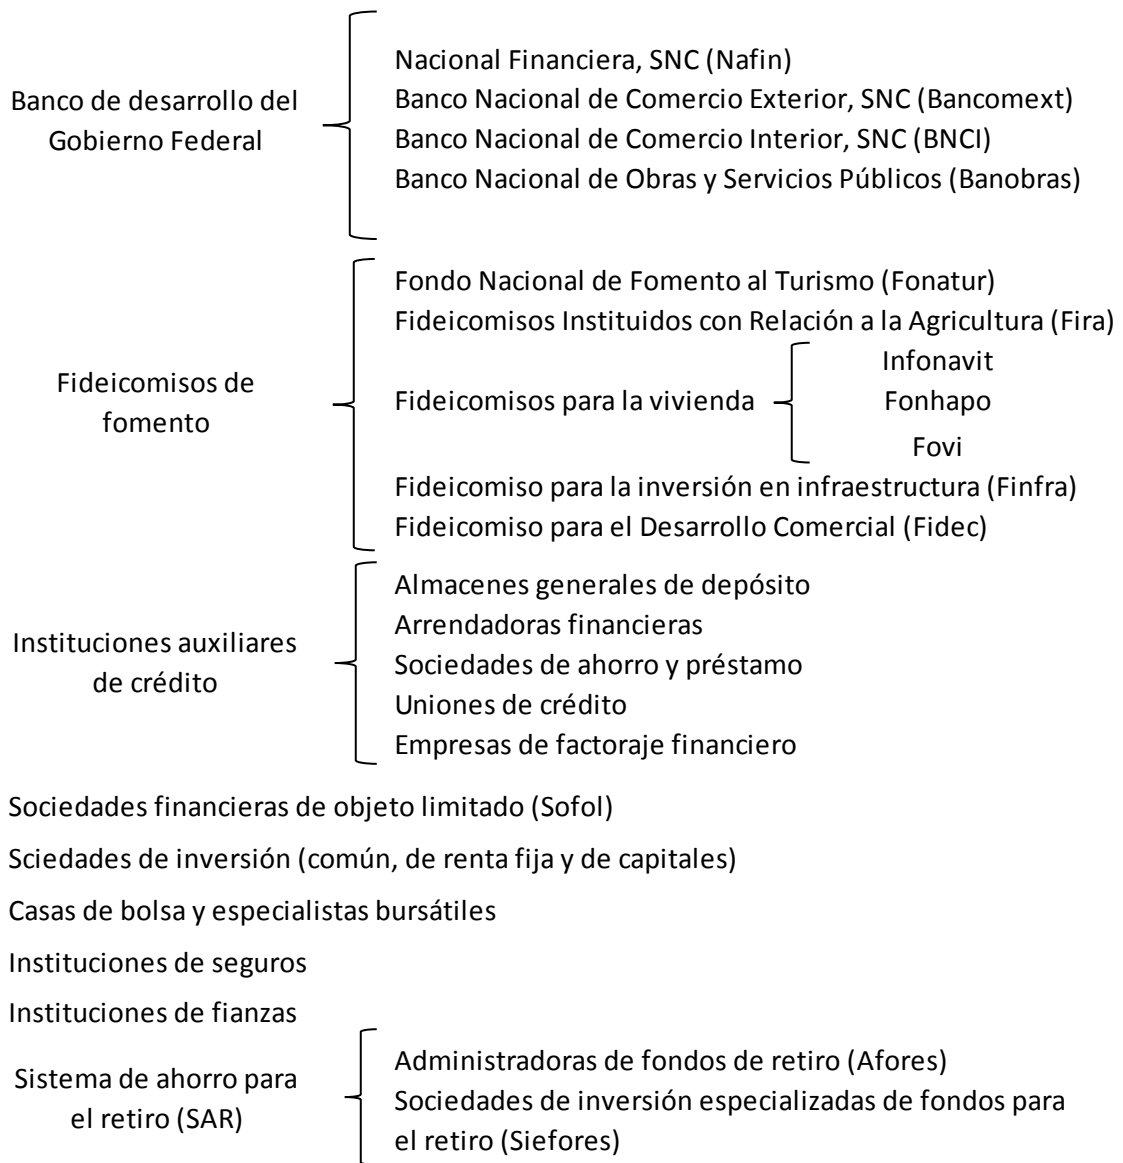 Banco de desarrollo del
Gobierno Federal
Nacional Financiera, SNC (Nafin)
Banco Nacional de Comercio Exterior, SNC (Bancomext)
Banco Nacional de Comercio Interior, SNC (BNCI)
Banco Nacional de Obras y Servicios Públicos (Banobras)
Fideicomisos de
fomento
Fondo Nacional de Fomento al Turismo (Fonatur)
Fideicomisos Instituidos con Relación a la Agricultura (Fira)
Fideicomisos para la vivienda
Infonavit
Fonhapo
Fovi
Fideicomiso para la inversión en infraestructura (Finfra)
Fideicomiso para el Desarrollo Comercial (Fidec)
Instituciones auxiliares
de crédito
Almacenes generales de depósito
Arrendadoras financieras
Sociedades de ahorro y préstamo
Uniones de crédito
Empresas de factoraje financiero
Sociedades financieras de objeto limitado (Sofol)
Sciedades de inversión (común, de renta fija y de capitales)
Casas de bolsa y especialistas bursátiles
Instituciones de seguros
Instituciones de fianzas
Sistema de ahorro para
el retiro (SAR)
Administradoras de fondos de retiro (Afores)
Sociedades de inversión especializadas de fondos para
el retiro (Siefores)